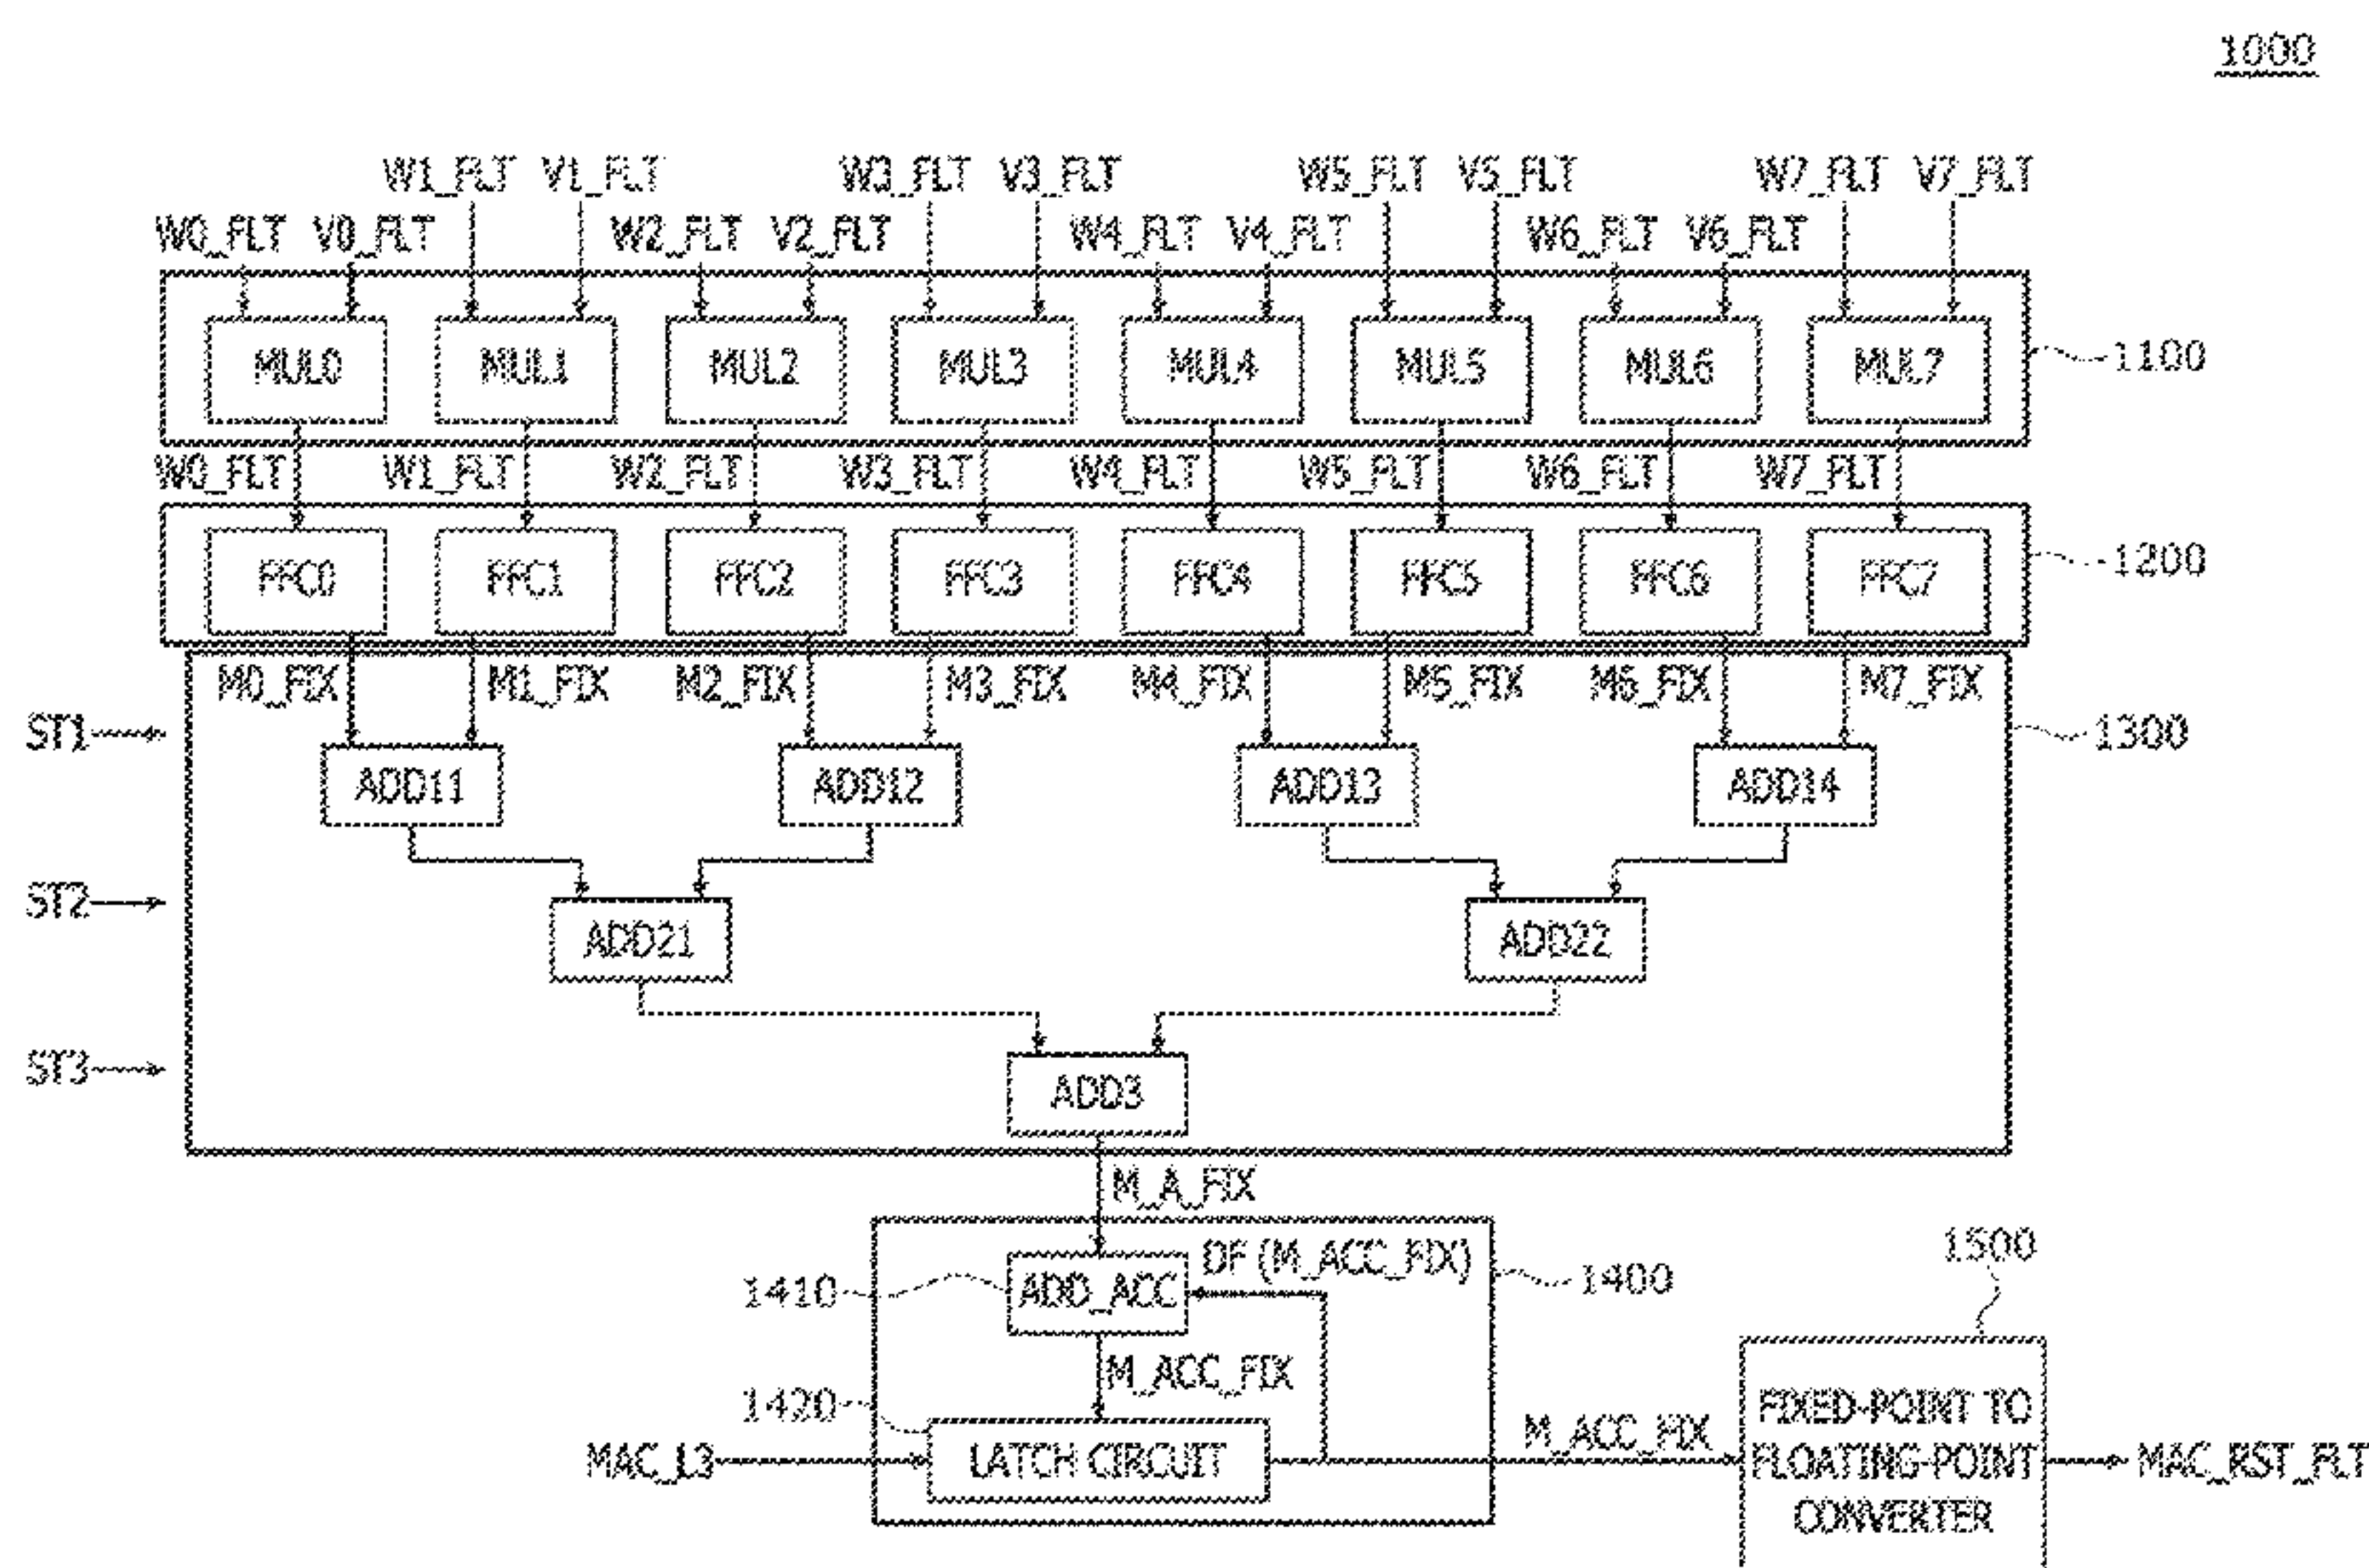 1000
W1_FLT V1_FLT W3_FLT V3_FLT W5_FLT V5_FLT W7_FLT V7_FLT
W0_FLT V0_FLT W2_FLT V2_FLT W4_FLT V4_FLT W6_FLT V6_FLT
MUL0 MUL1 MUL2 MUL3 MUL4 MUL5 MUL6 MUL7 1100
W0_FLT W1_FLT W2_FLT W3_FLT W4_FLT W5_FLT W6_FLT W7_FLT
FFC0 FFC1 FFC2 FFC3 FFC4 FFC5 FFC6 FFC7 1200
M0_FIX M1_FIX M2_FIX M3_FIX M4_FIX M5_FIX M6_FIX M7_FIX
ST1 1300
ADD11 ADD12 ADD13 ADD14
ST2
ADD21 ADD22
ST3
ADD3
M_A_FIX
DF (M_ACC_FIX) 1500
1410 ADD_ACC 1400
M_ACC_FIX
1420
MAC_L3 LATCH CIRCUIT M_ACC_FIX
FIXED-POINT TO
FLOATING-POINT
CONVERTER
MAC_RST_FLT